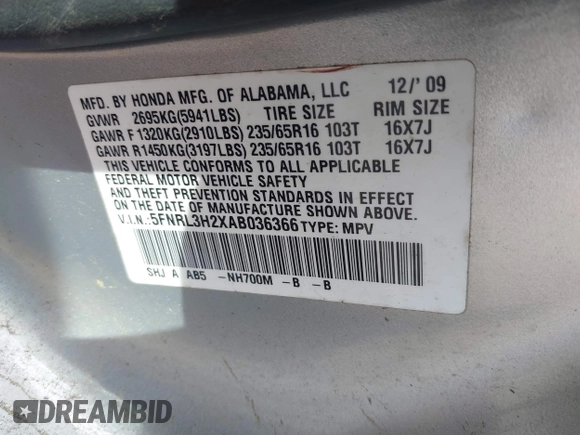 MFD. BY HONDA MFG. OF ALABAMA, LLC 12/'09
GVWR 2695KG(5941LBS) TIRE SIZE RIM SIZE
GAWR F 1320KG(2910LBS) 235/65R16 103T 16X7J
GAWR R1450KG(3197LBS) 235/65R16 103T 16X7J
THIS VEHICLE CONFORMS TO ALL APPLICABLE
FEDERAL MOTOR VEHICLE SAFETY
AND THEFT PREVENTION STANDARDS IN EFFECT
ON THE DATE OF MANUFACTURE SHOWN ABOVE.
V.I.N.:5FNRL3H2XAB036366 TYPE: MPV
SHJ A AB5 -NH700M -B -B
DREAMBID